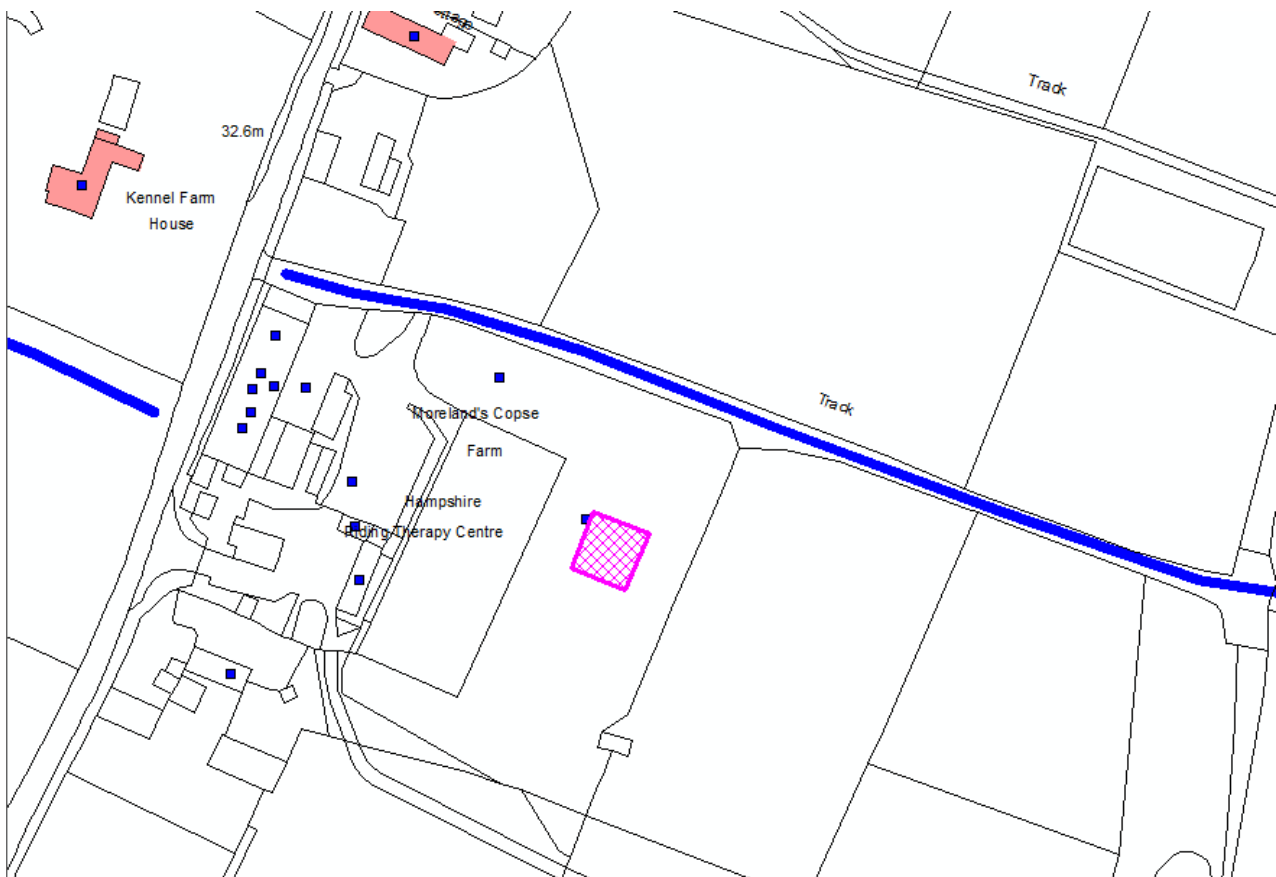 Track
32.6m
Kennel Farm
House
Track
Moreland's Copse
Farm
Hampshire
Riding Therapy Centre